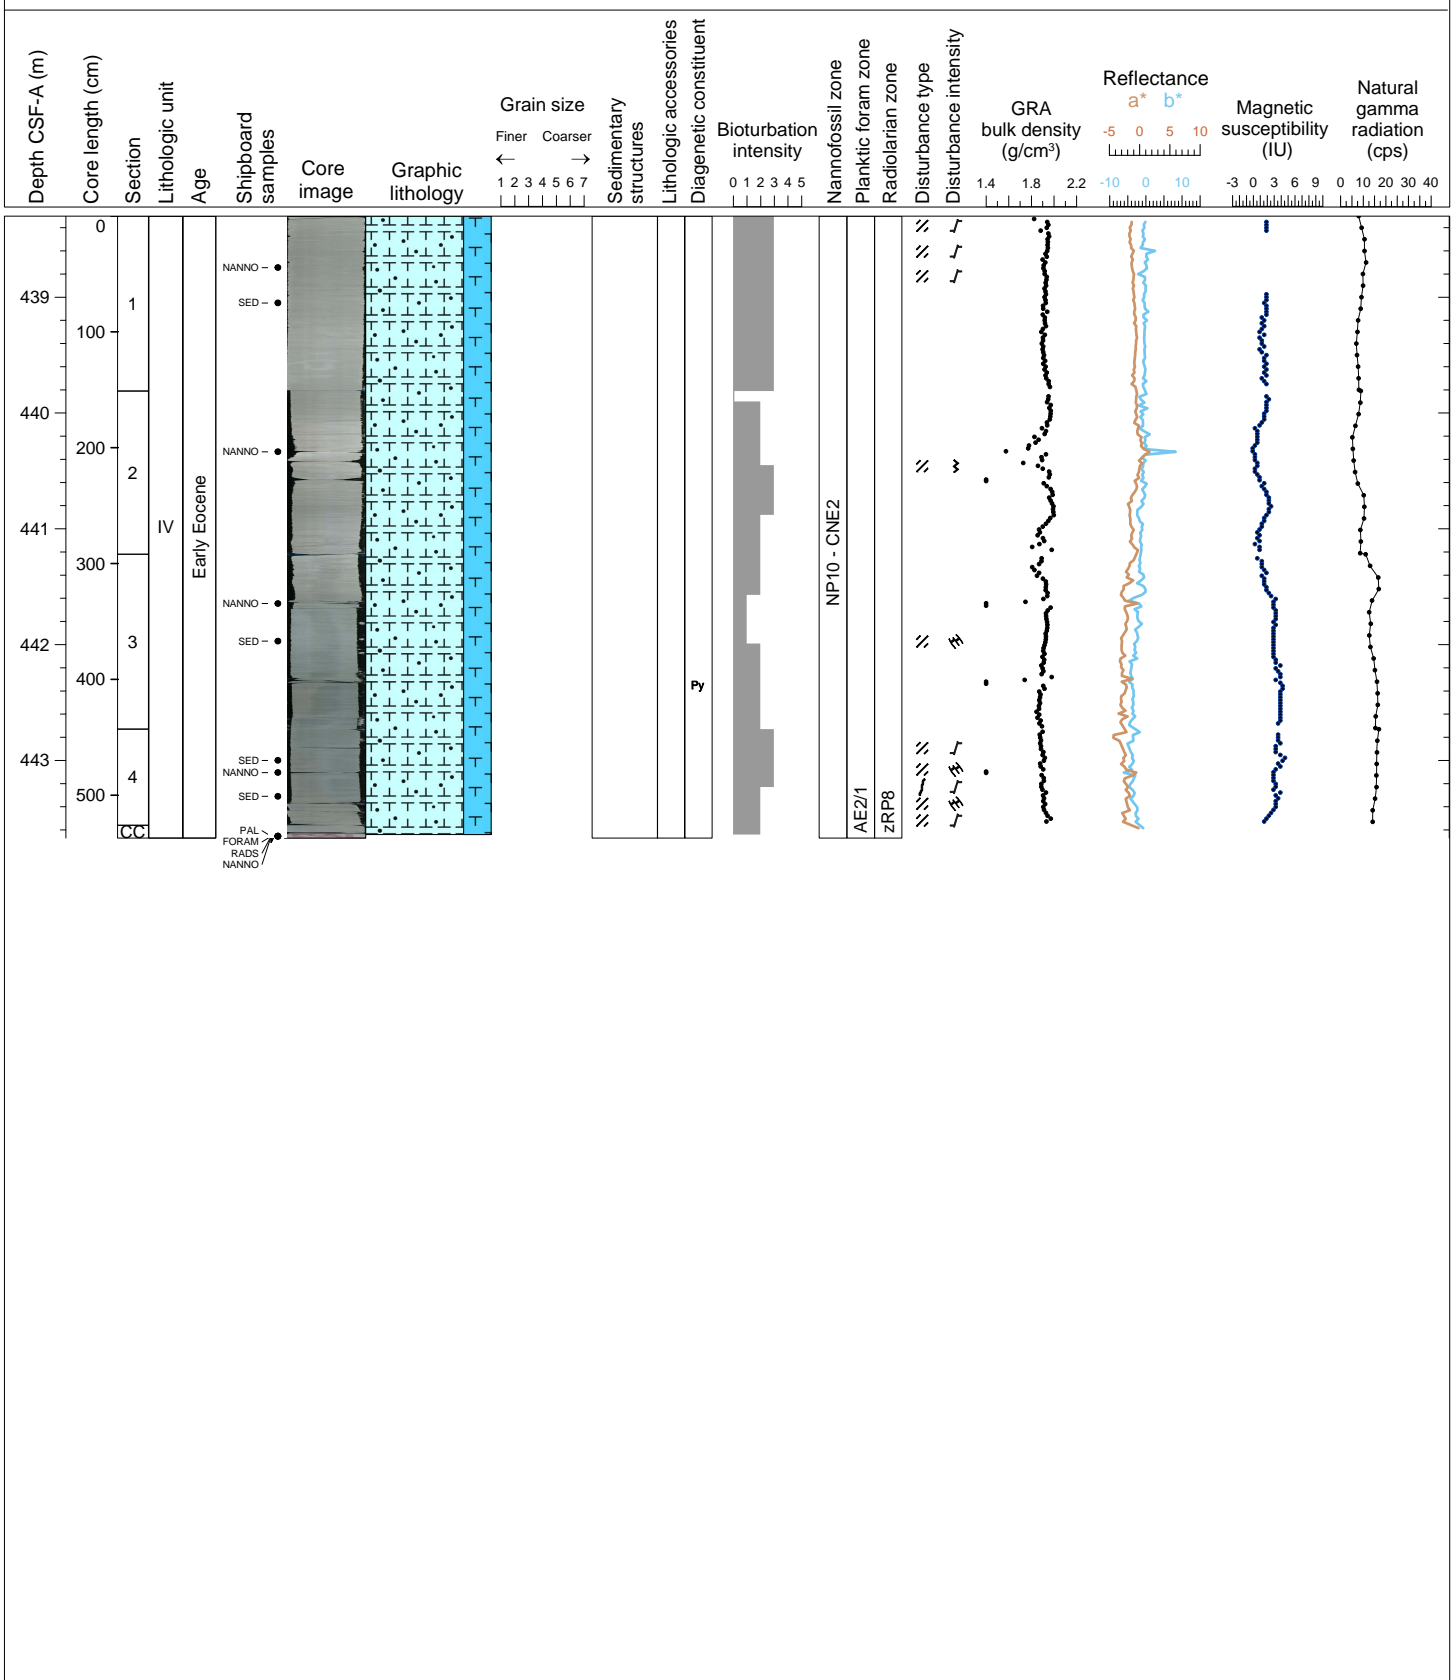 Depth CSF-A (m)
Core length (cm)
Section
Lithologic unit
Age
Shipboard
samples
Core
image
Graphic
lithology
Grain size
Finer Coarser
← →
1 2 3 4 5 6 7
Sedimentary
structures
Lithologic accessories
Diagenetic constituent
Bioturbation
intensity
0 1 2 3 4 5
Nannofossil zone
Planktic foram zone
Radiolarian zone
Disturbance type
Disturbance intensity
GRA
bulk density
(g/cm³)
1.4 1.8 2.2
Reflectance
a* b*
-5 0 5 10
-10 0 10
Magnetic
susceptibility
(IU)
-3 0 3 6 9
Natural
gamma
radiation
(cps)
0 10 20 30 40
439
440
441
442
443
0
100
200
300
400
500
1
2
3
4
CC
IV
Early Eocene
NANNO
SED
NANNO
NANNO
SED
SED
NANNO
SED
PAL
FORAM
RADS
NANNO
Py
NP10 - CNE2
AE2/1
zRP8